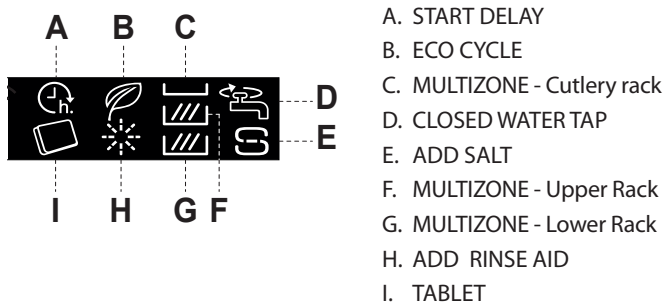 A B C
h.
D
E
I H G F
A. START DELAY
B. ECO CYCLE
C. MULTIZONE - Cutlery rack
D. CLOSED WATER TAP
E. ADD SALT
F. MULTIZONE - Upper Rack
G. MULTIZONE - Lower Rack
H. ADD RINSE AID
I. TABLET